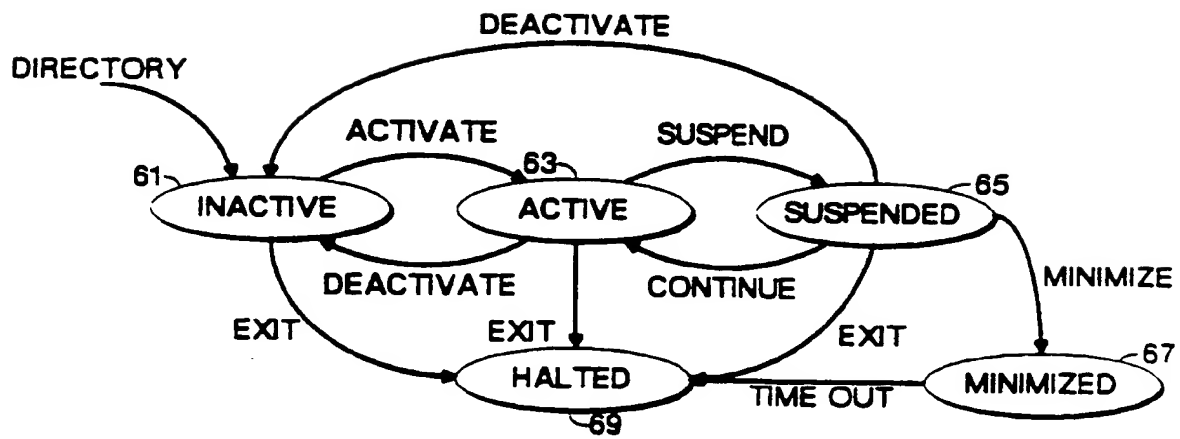 DEACTIVATE
DIRECTORY
ACTIVATE
SUSPEND
61
63
65
INACTIVE
ACTIVE
SUSPENDED
DEACTIVATE
CONTINUE
MINIMIZE
EXIT
EXIT
EXIT
67
HALTED
MINIMIZED
TIME OUT
69